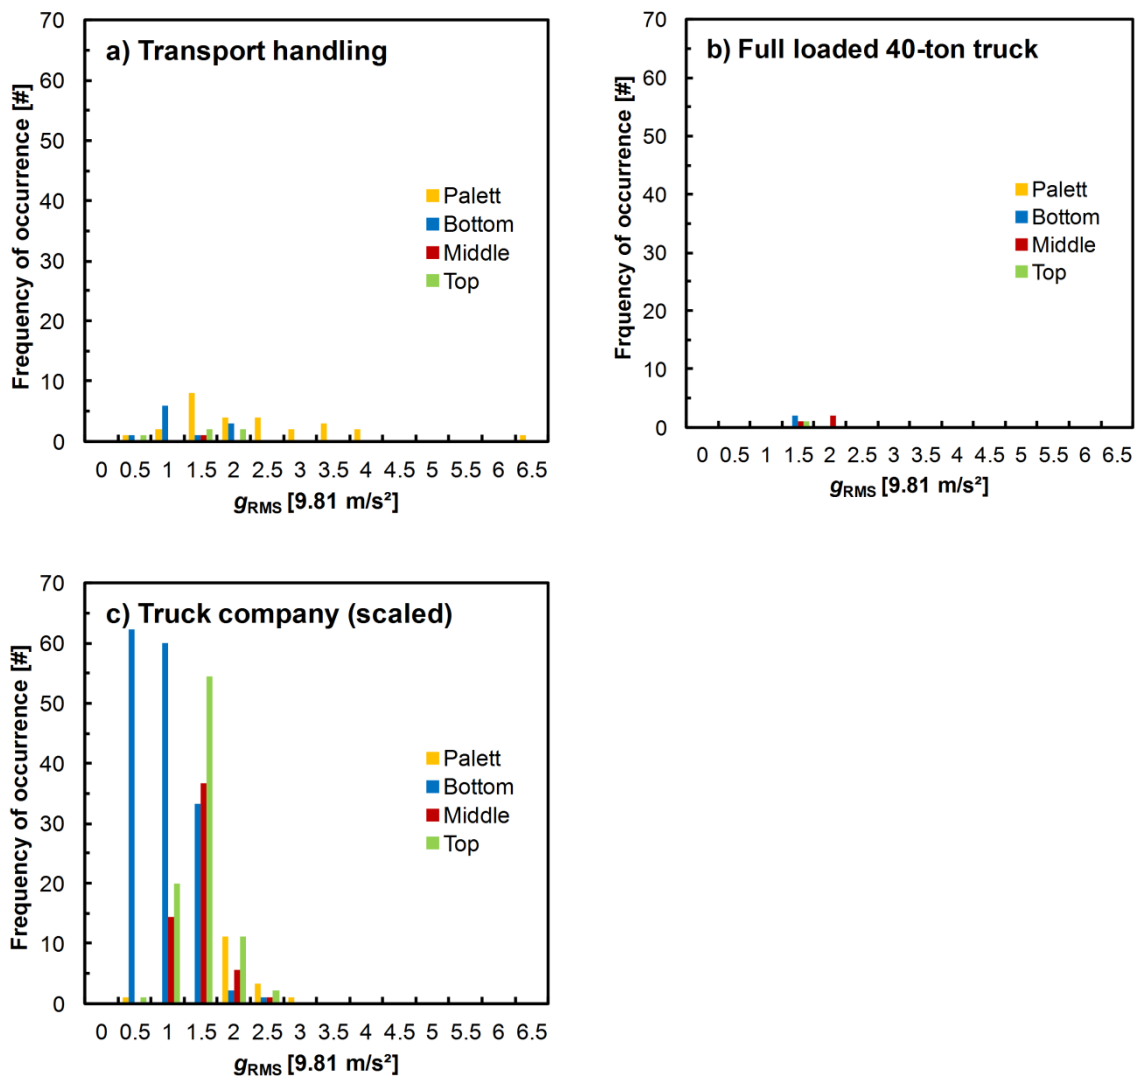 a) Transport handling
Frequency of occurrence [#]
70
60
50
40
30
20
10
0
Palett
Bottom
Middle
Top
0 0.5 1 1.5 2 2.5 3 3.5 4 4.5 5 5.5 6 6.5
gRMS [9.81 m/s²]
b) Full loaded 40-ton truck
Frquency of occurrence [#]
70
60
50
40
30
20
10
0
Palett
Bottom
Middle
Top
0 0.5 1 1.5 2 2.5 3 3.5 4 4.5 5 5.5 6 6.5
gRMS [9.81 m/s²]
c) Truck company (scaled)
Frequency of occurrence [#]
70
60
50
40
30
20
10
0
Palett
Bottom
Middle
Top
0 0.5 1 1.5 2 2.5 3 3.5 4 4.5 5 5.5 6 6.5
gRMS [9.81 m/s²]